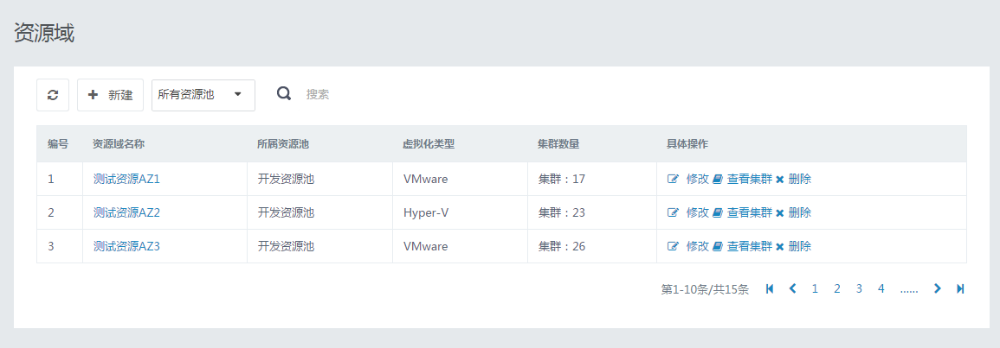 资源域
新建 所有资源池 搜索
编号 资源域名称 所属资源池 虚拟化类型 集群数量 具体操作
1 测试资源AZ1 开发资源池 VMware 集群：17 修改 查看集群 删除
2 测试资源AZ2 开发资源池 Hyper-V 集群：23 修改 查看集群 删除
3 测试资源AZ3 开发资源池 VMware 集群：26 修改 查看集群 删除
第1-10条/共15条 1 2 3 4 ......